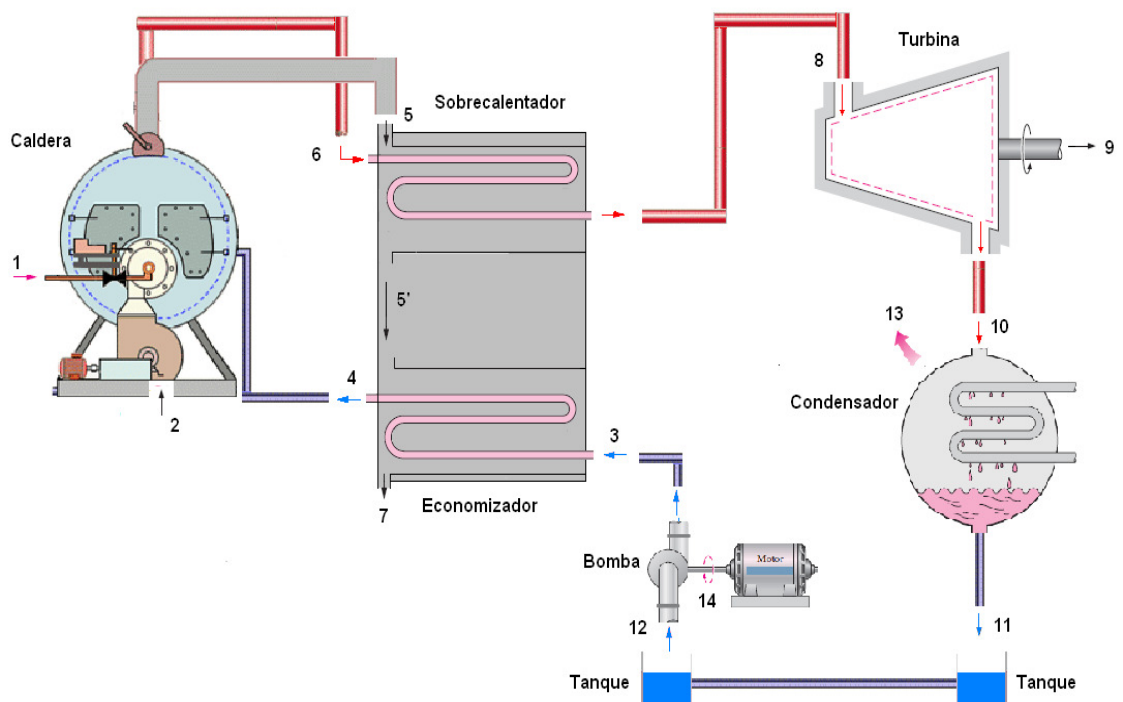 Turbina
8
Sobrecalentador
5
Caldera
6
9
1
5'
13
10
4
Condensador
2
3
7
Economizador
Bomba
Motor
14
12
11
Tanque
Tanque